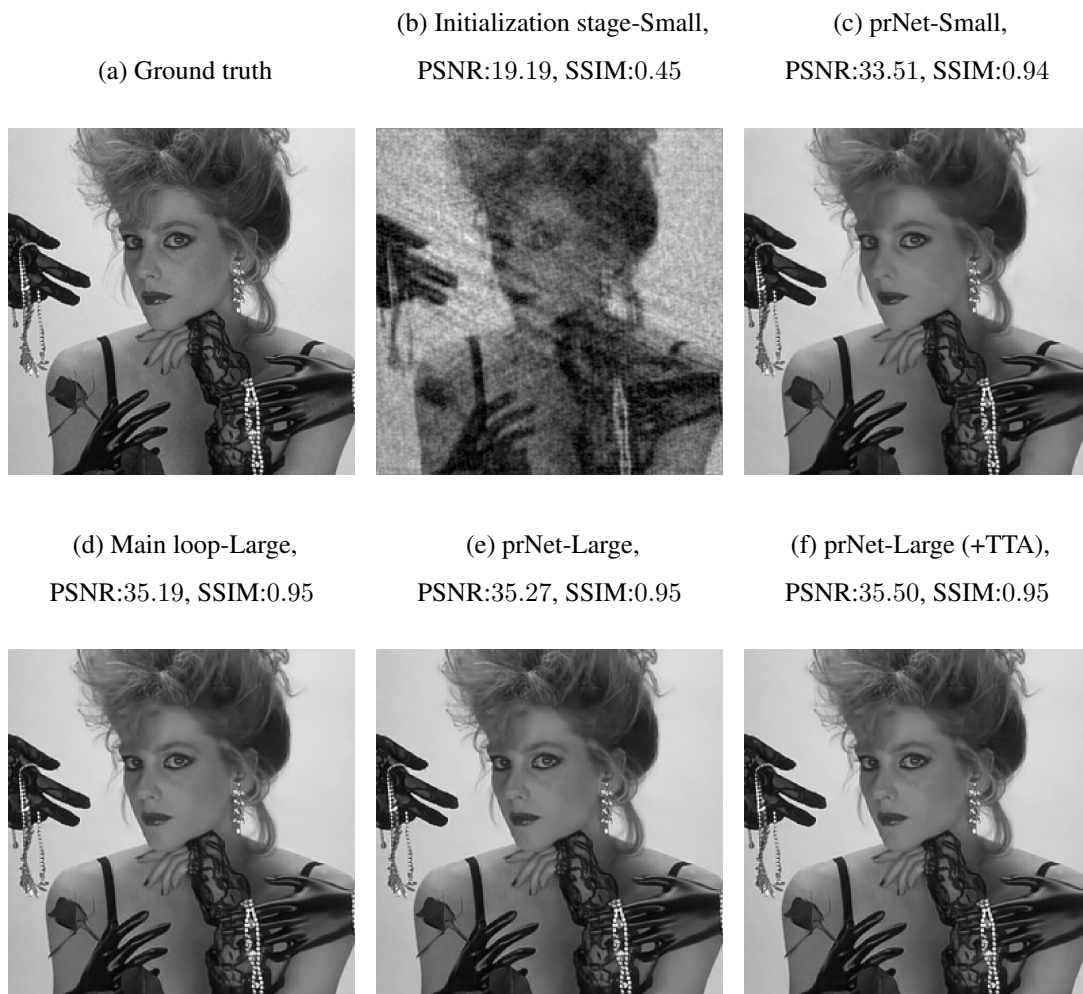 (a) Ground truth
(b) Initialization stage-Small,
PSNR:19.19, SSIM:0.45
(c) prNet-Small,
PSNR:33.51, SSIM:0.94
(d) Main loop-Large,
PSNR:35.19, SSIM:0.95
(e) prNet-Large,
PSNR:35.27, SSIM:0.95
(f) prNet-Large (+TTA),
PSNR:35.50, SSIM:0.95